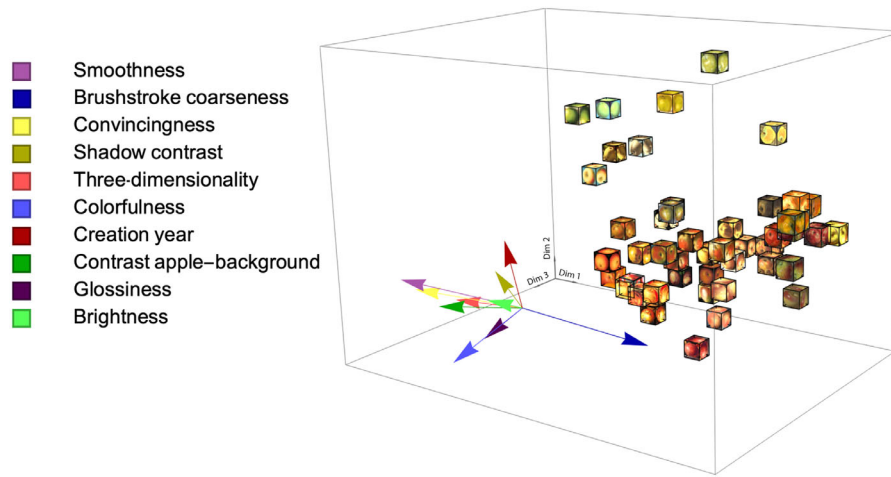 Smoothness
Brushstroke coarseness
Convincingness
Shadow contrast
Three-dimensionality
Colorfulness
Creation year
Contrast apple–background
Glossiness
Brightness
Dim 2
Dim 3
Dim 1